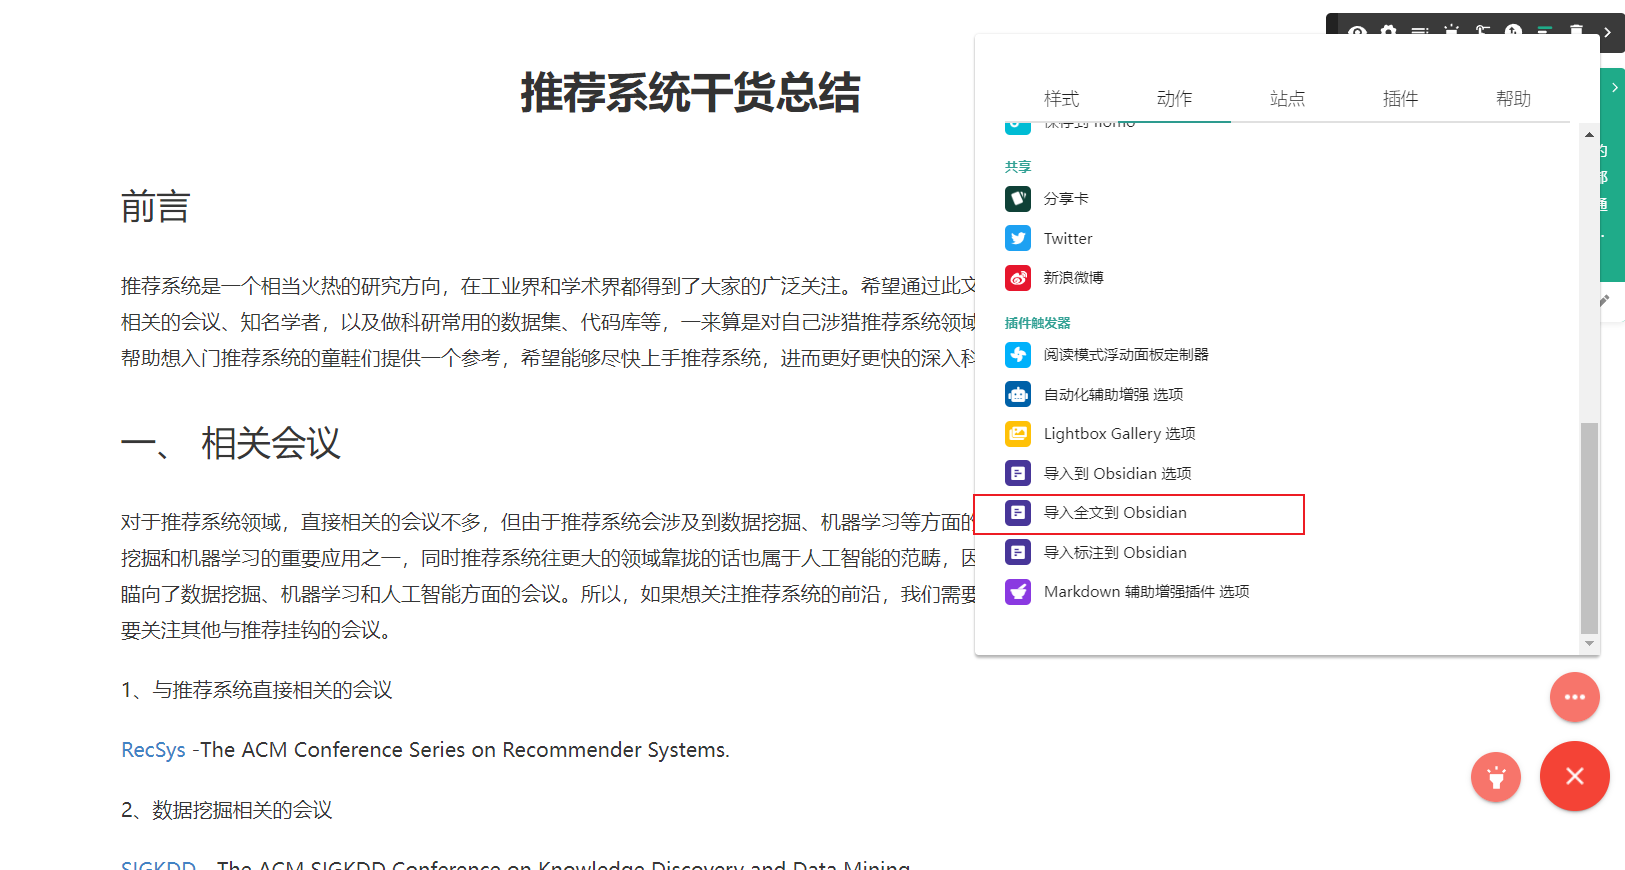 推荐系统干货总结
前言
推荐系统是一个相当火热的研究方向，在工业界和学术界都得到了大家的广泛关注。希望通过此文
相关的会议、知名学者，以及做科研常用的数据集、代码库等，一来算是对自己涉猎推荐系统领域
帮助想入门推荐系统的童鞋们提供一个参考，希望能够尽快上手推荐系统，进而更好更快的深入科
一、 相关会议
对于推荐系统领域，直接相关的会议不多，但由于推荐系统会涉及到数据挖掘、机器学习等方面的
挖掘和机器学习的重要应用之一，同时推荐系统往更大的领域靠拢的话也属于人工智能的范畴，因
瞄向了数据挖掘、机器学习和人工智能方面的会议。所以，如果想关注推荐系统的前沿，我们需要
要关注其他与推荐挂钩的会议。
1、与推荐系统直接相关的会议
RecSys -The ACM Conference Series on Recommender Systems.
2、数据挖掘相关的会议
SIGKDD - The ACM SIGKDD Conference on Knowledge Discovery and Data Mining
样式 动作 站点 插件 帮助
保存到 flomo
共享
分享卡
Twitter
新浪微博
插件触发器
阅读模式浮动面板定制器
自动化辅助增强 选项
Lightbox Gallery 选项
导入到 Obsidian 选项
导入全文到 Obsidian
导入标注到 Obsidian
Markdown 辅助增强插件 选项
的
都
通